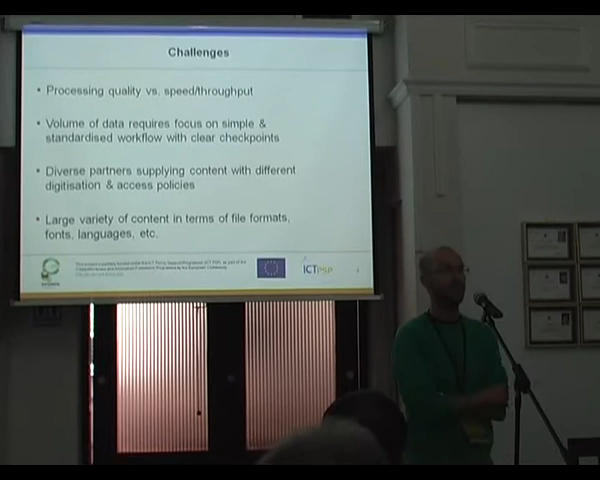 Challenges
• Processing quality vs. speed/throughput
• Volume of data requires focus on simple &
standardised workflow with clear checkpoints
• Diverse partners supplying content with different
digitisation & access policies
• Large variety of content in terms of file formats,
fonts, languages, etc.
ICT PSP